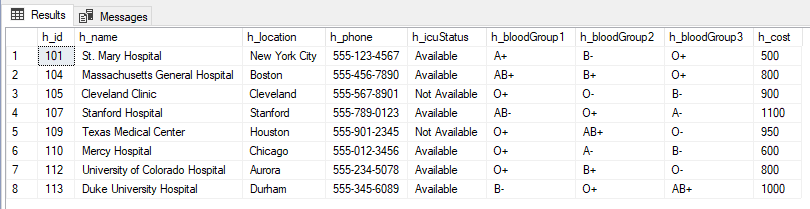 Results Messages
h_id h_name h_location h_phone h_icuStatus h_bloodGroup1 h_bloodGroup2 h_bloodGroup3 h_cost
1 101 St. Mary Hospital New York City 555-123-4567 Available A+ B- O+ 500
2 104 Massachusetts General Hospital Boston 555-456-7890 Available AB+ B+ O+ 800
3 105 Cleveland Clinic Cleveland 555-567-8901 Not Available O+ O- B- 900
4 107 Stanford Hospital Stanford 555-789-0123 Available AB- O+ A- 1100
5 109 Texas Medical Center Houston 555-901-2345 Not Available O+ AB+ O- 950
6 110 Mercy Hospital Chicago 555-012-3456 Available O+ A- B- 600
7 112 University of Colorado Hospital Aurora 555-234-5078 Available O+ B+ O- 800
8 113 Duke University Hospital Durham 555-345-6089 Available B- O+ AB+ 1000